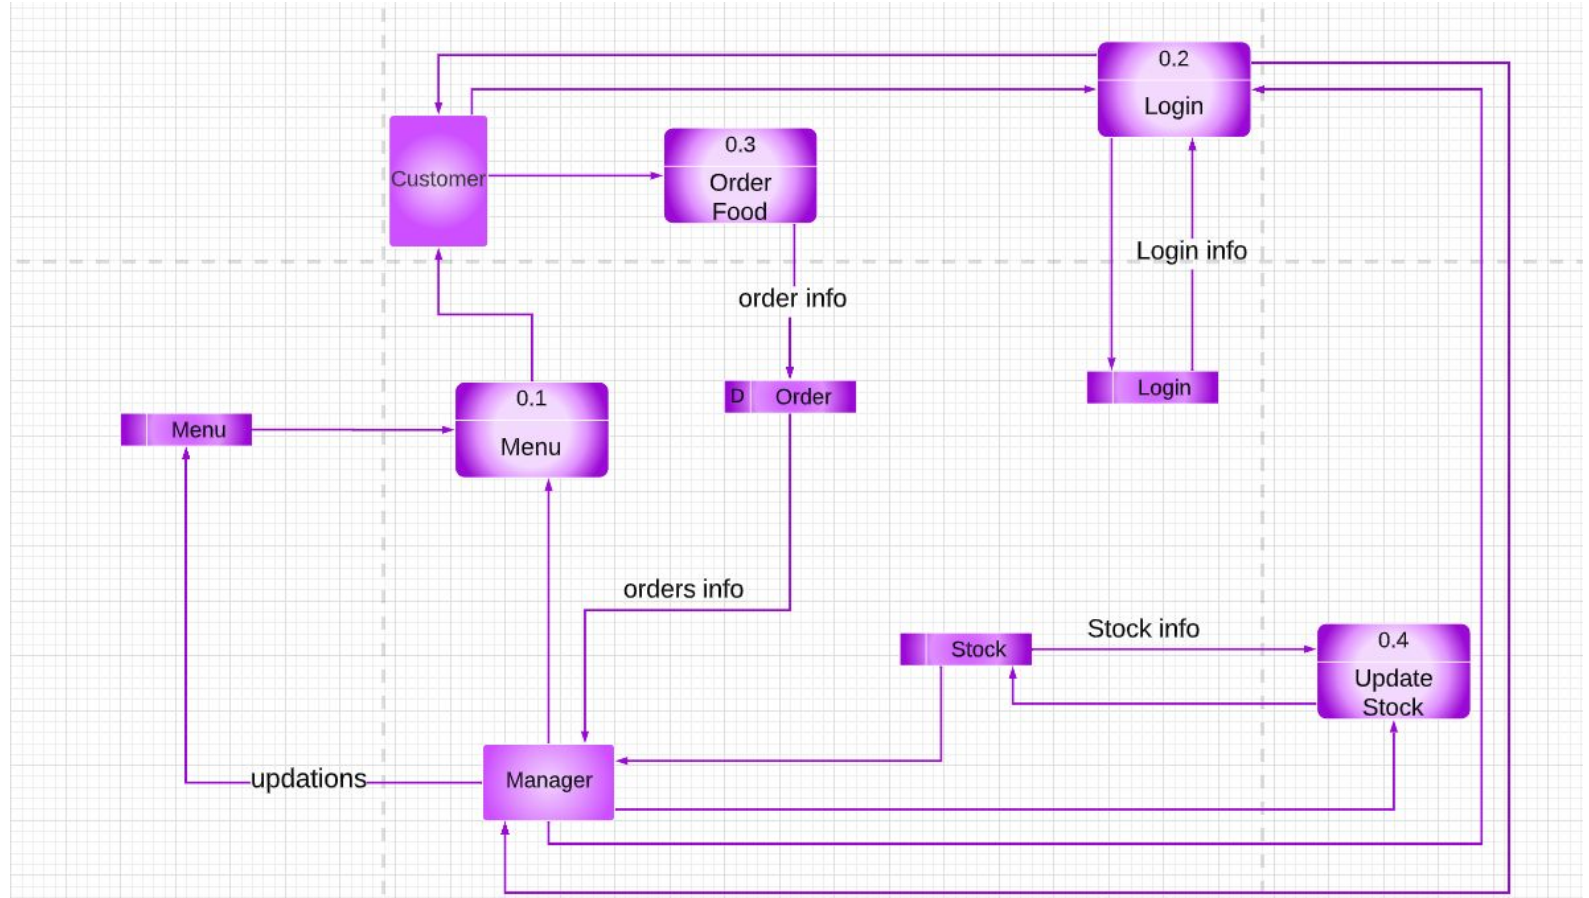 0.2
Login
0.3
Customer
Order
Food
Login info
order info
D Order
Login
0.1
Menu
Menu
orders info
Stock info
Stock
0.4
Update
Stock
Manager
updations